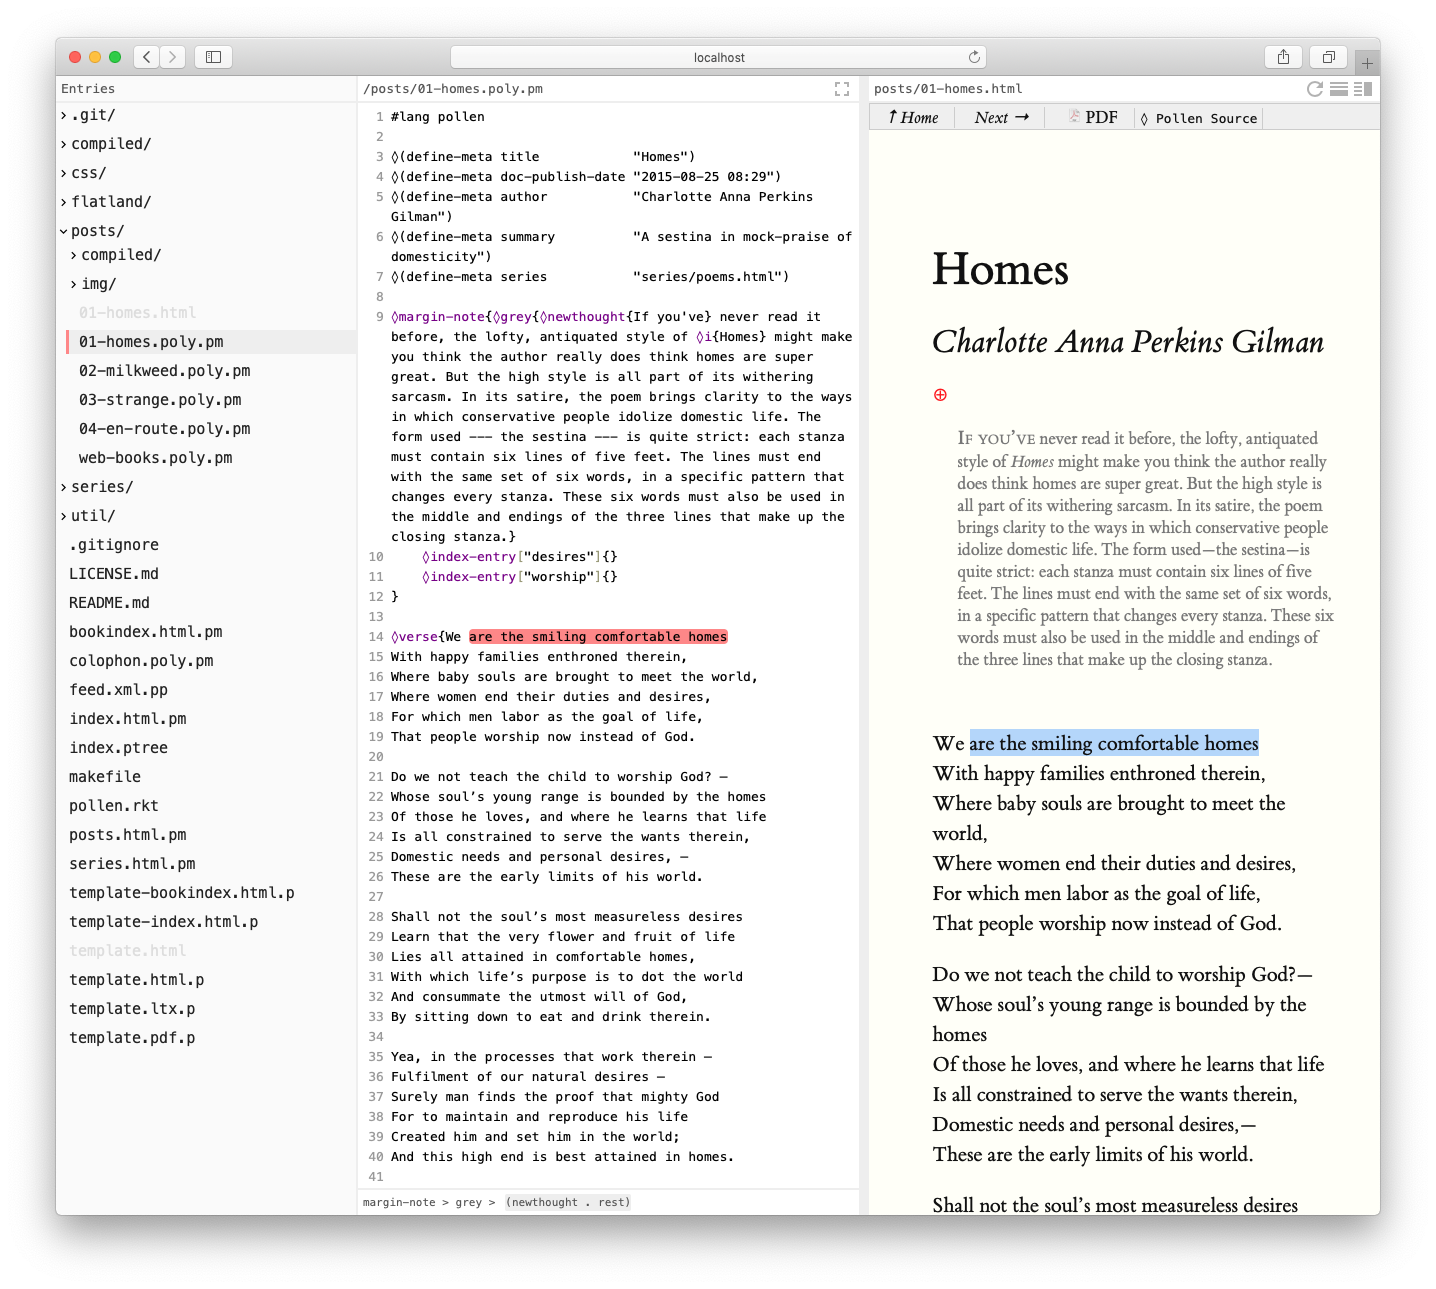 localhost
Entries
.git/
compiled/
css/
flatland/
posts/
compiled/
img/
01-homes.html
01-homes.poly.pm
02-milkweed.poly.pm
03-strange.poly.pm
04-en-route.poly.pm
web-books.poly.pm
series/
util/
.gitignore
LICENSE.md
README.md
bookindex.html.pm
colophon.poly.pm
feed.xml.pp
index.html.pm
index.ptree
makefile
pollen.rkt
posts.html.pm
series.html.pm
template-bookindex.html.p
template-index.html.p
template.html
template.html.p
template.ltx.p
template.pdf.p
/posts/01-homes.poly.pm
1 #lang pollen
2
3 ◊(define-meta title "Homes")
4 ◊(define-meta doc-publish-date "2015-08-25 08:29")
5 ◊(define-meta author "Charlotte Anna Perkins
Gilman")
6 ◊(define-meta summary "A sestina in mock-praise of
domesticity")
7 ◊(define-meta series "series/poems.html")
8
9 ◊margin-note{◊grey{◊newthought{If you've} never read it
before, the lofty, antiquated style of ◊i{Homes} might make
you think the author really does think homes are super
great. But the high style is all part of its withering
sarcasm. In its satire, the poem brings clarity to the ways
in which conservative people idolize domestic life. The
form used --- the sestina --- is quite strict: each stanza
must contain six lines of five feet. The lines must end
with the same set of six words, in a specific pattern that
changes every stanza. These six words must also be used in
the middle and endings of the three lines that make up the
closing stanza.}
10 ◊index-entry["desires"]{}
11 ◊index-entry["worship"]{}
12 }
13
14 ◊verse{We are the smiling comfortable homes
15 With happy families enthroned therein,
16 Where baby souls are brought to meet the world,
17 Where women end their duties and desires,
18 For which men labor as the goal of life,
19 That people worship now instead of God.
20
21 Do we not teach the child to worship God? —
22 Whose soul’s young range is bounded by the homes
23 Of those he loves, and where he learns that life
24 Is all constrained to serve the wants therein,
25 Domestic needs and personal desires, —
26 These are the early limits of his world.
27
28 Shall not the soul’s most measureless desires
29 Learn that the very flower and fruit of life
30 Lies all attained in comfortable homes,
31 With which life’s purpose is to dot the world
32 And consummate the utmost will of God,
33 By sitting down to eat and drink therein.
34
35 Yea, in the processes that work therein —
36 Fulfilment of our natural desires —
37 Surely man finds the proof that mighty God
38 For to maintain and reproduce his life
39 Created him and set him in the world;
40 And this high end is best attained in homes.
41
margin-note > grey > (newthought . rest)
posts/01-homes.html
↑ Home Next → PDF ◊ Pollen Source
Homes
Charlotte Anna Perkins Gilman
⊕
If you’ve never read it before, the lofty, antiquated
style of Homes might make you think the author really
does think homes are super great. But the high style is
all part of its withering sarcasm. In its satire, the poem
brings clarity to the ways in which conservative people
idolize domestic life. The form used—the sestina—is
quite strict: each stanza must contain six lines of five
feet. The lines must end with the same set of six words,
in a specific pattern that changes every stanza. These six
words must also be used in the middle and endings of
the three lines that make up the closing stanza.
We are the smiling comfortable homes
With happy families enthroned therein,
Where baby souls are brought to meet the
world,
Where women end their duties and desires,
For which men labor as the goal of life,
That people worship now instead of God.
Do we not teach the child to worship God?—
Whose soul’s young range is bounded by the
homes
Of those he loves, and where he learns that life
Is all constrained to serve the wants therein,
Domestic needs and personal desires,—
These are the early limits of his world.
Shall not the soul’s most measureless desires